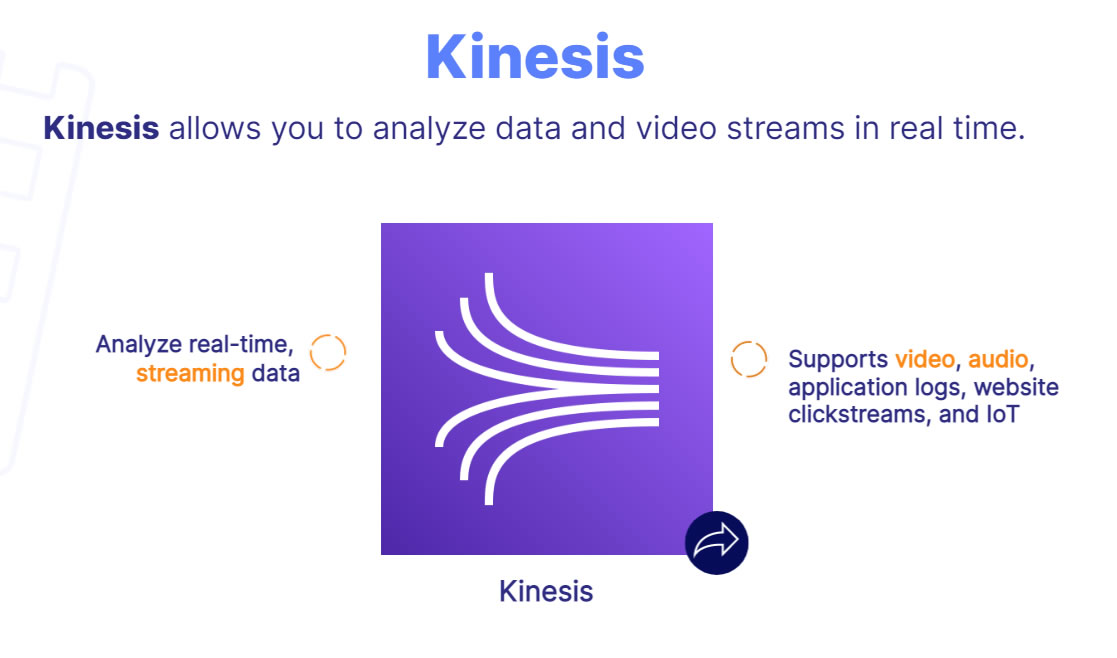 Kinesis
Kinesis allows you to analyze data and video streams in real time.
Analyze real-time,
streaming data
Supports video, audio,
application logs, website
clickstreams, and IoT
Kinesis